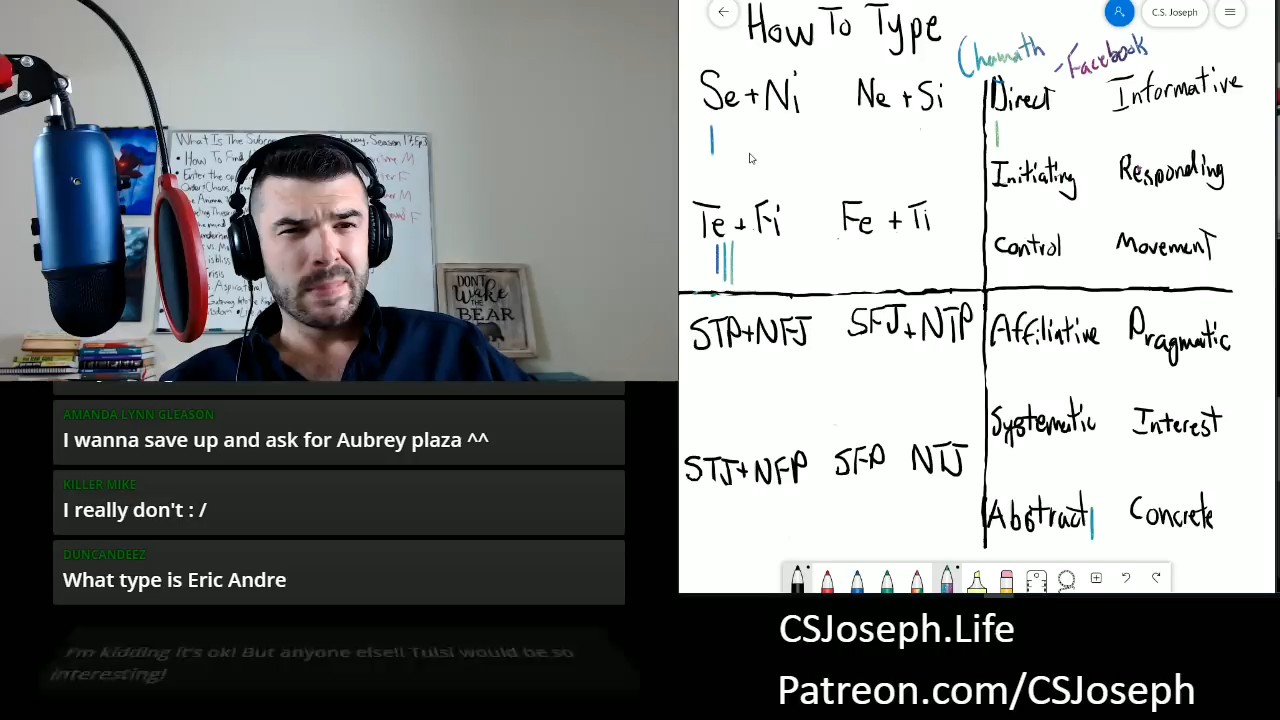 How To Type
C.S. Joseph
Chamath
-Facebook
Se + Ni
Ne + Si
Direct
Informative
Initiating
Responding
Te + Fi
Fe + Ti
Control
Movement
STP+NFJ
SFJ+NTP
Affiliative
Pragmatic
Systematic
Interest
STJ+NFP
SFP
NTJ
Abstract
Concrete
DON'T
Wake
THE
BEAR
AMANDA LYNN GLEASON
I wanna save up and ask for Aubrey plaza ^^
KILLER MIKE
I really don't : /
DUNCANDEEZ
What type is Eric Andre
I'm kidding it's ok! But anyone else!! Tulsi would be so
interesting!
CSJoseph.Life
Patreon.com/CSJoseph